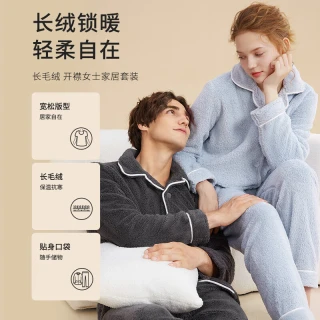 长绒锁暖
轻柔自在
长毛绒 开襟女士家居套装
宽松版型
居家自在
长毛绒
保温抗寒
贴身口袋
随手储物